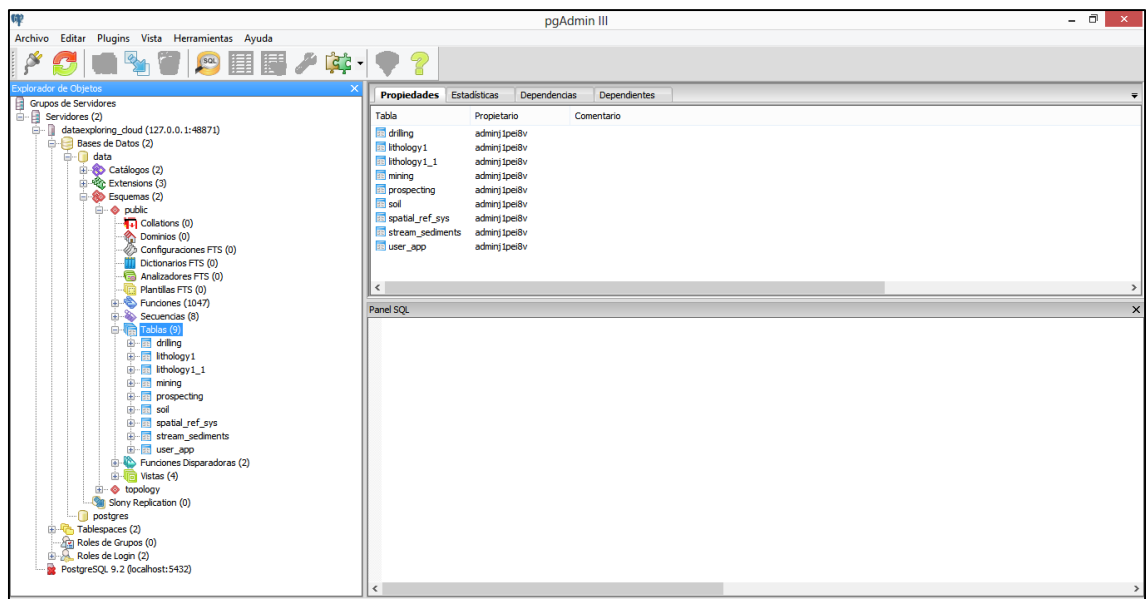 pgAdmin III
Archivo Editar Plugins Vista Herramientas Ayuda
SQL
Explorador de Objetos
Grupos de Servidores
Servidores (2)
dataexploring_cloud (127.0.0.1:48871)
Bases de Datos (2)
data
Catálogos (2)
Extensions (3)
Esquemas (2)
public
Collations (0)
Dominios (0)
Configuraciones FTS (0)
Dictionarios FTS (0)
Analizadores FTS (0)
Plantillas FTS (0)
Funciones (1047)
Secuencias (8)
Tablas (9)
drilling
lithology1
lithology1_1
mining
prospecting
soil
spatial_ref_sys
stream_sediments
user_app
Funciones Disparadoras (2)
Vistas (4)
topology
Slony Replication (0)
postgres
Tablespaces (2)
Roles de Grupos (0)
Roles de Login (2)
PostgreSQL 9.2 (localhost:5432)
Propiedades Estadísticas Dependencias Dependientes
Tabla Propietario Comentario
drilling adminj1pei8v
lithology1 adminj1pei8v
lithology1_1 adminj1pei8v
mining adminj1pei8v
prospecting adminj1pei8v
soil adminj1pei8v
spatial_ref_sys adminj1pei8v
stream_sediments adminj1pei8v
user_app adminj1pei8v
Panel SQL